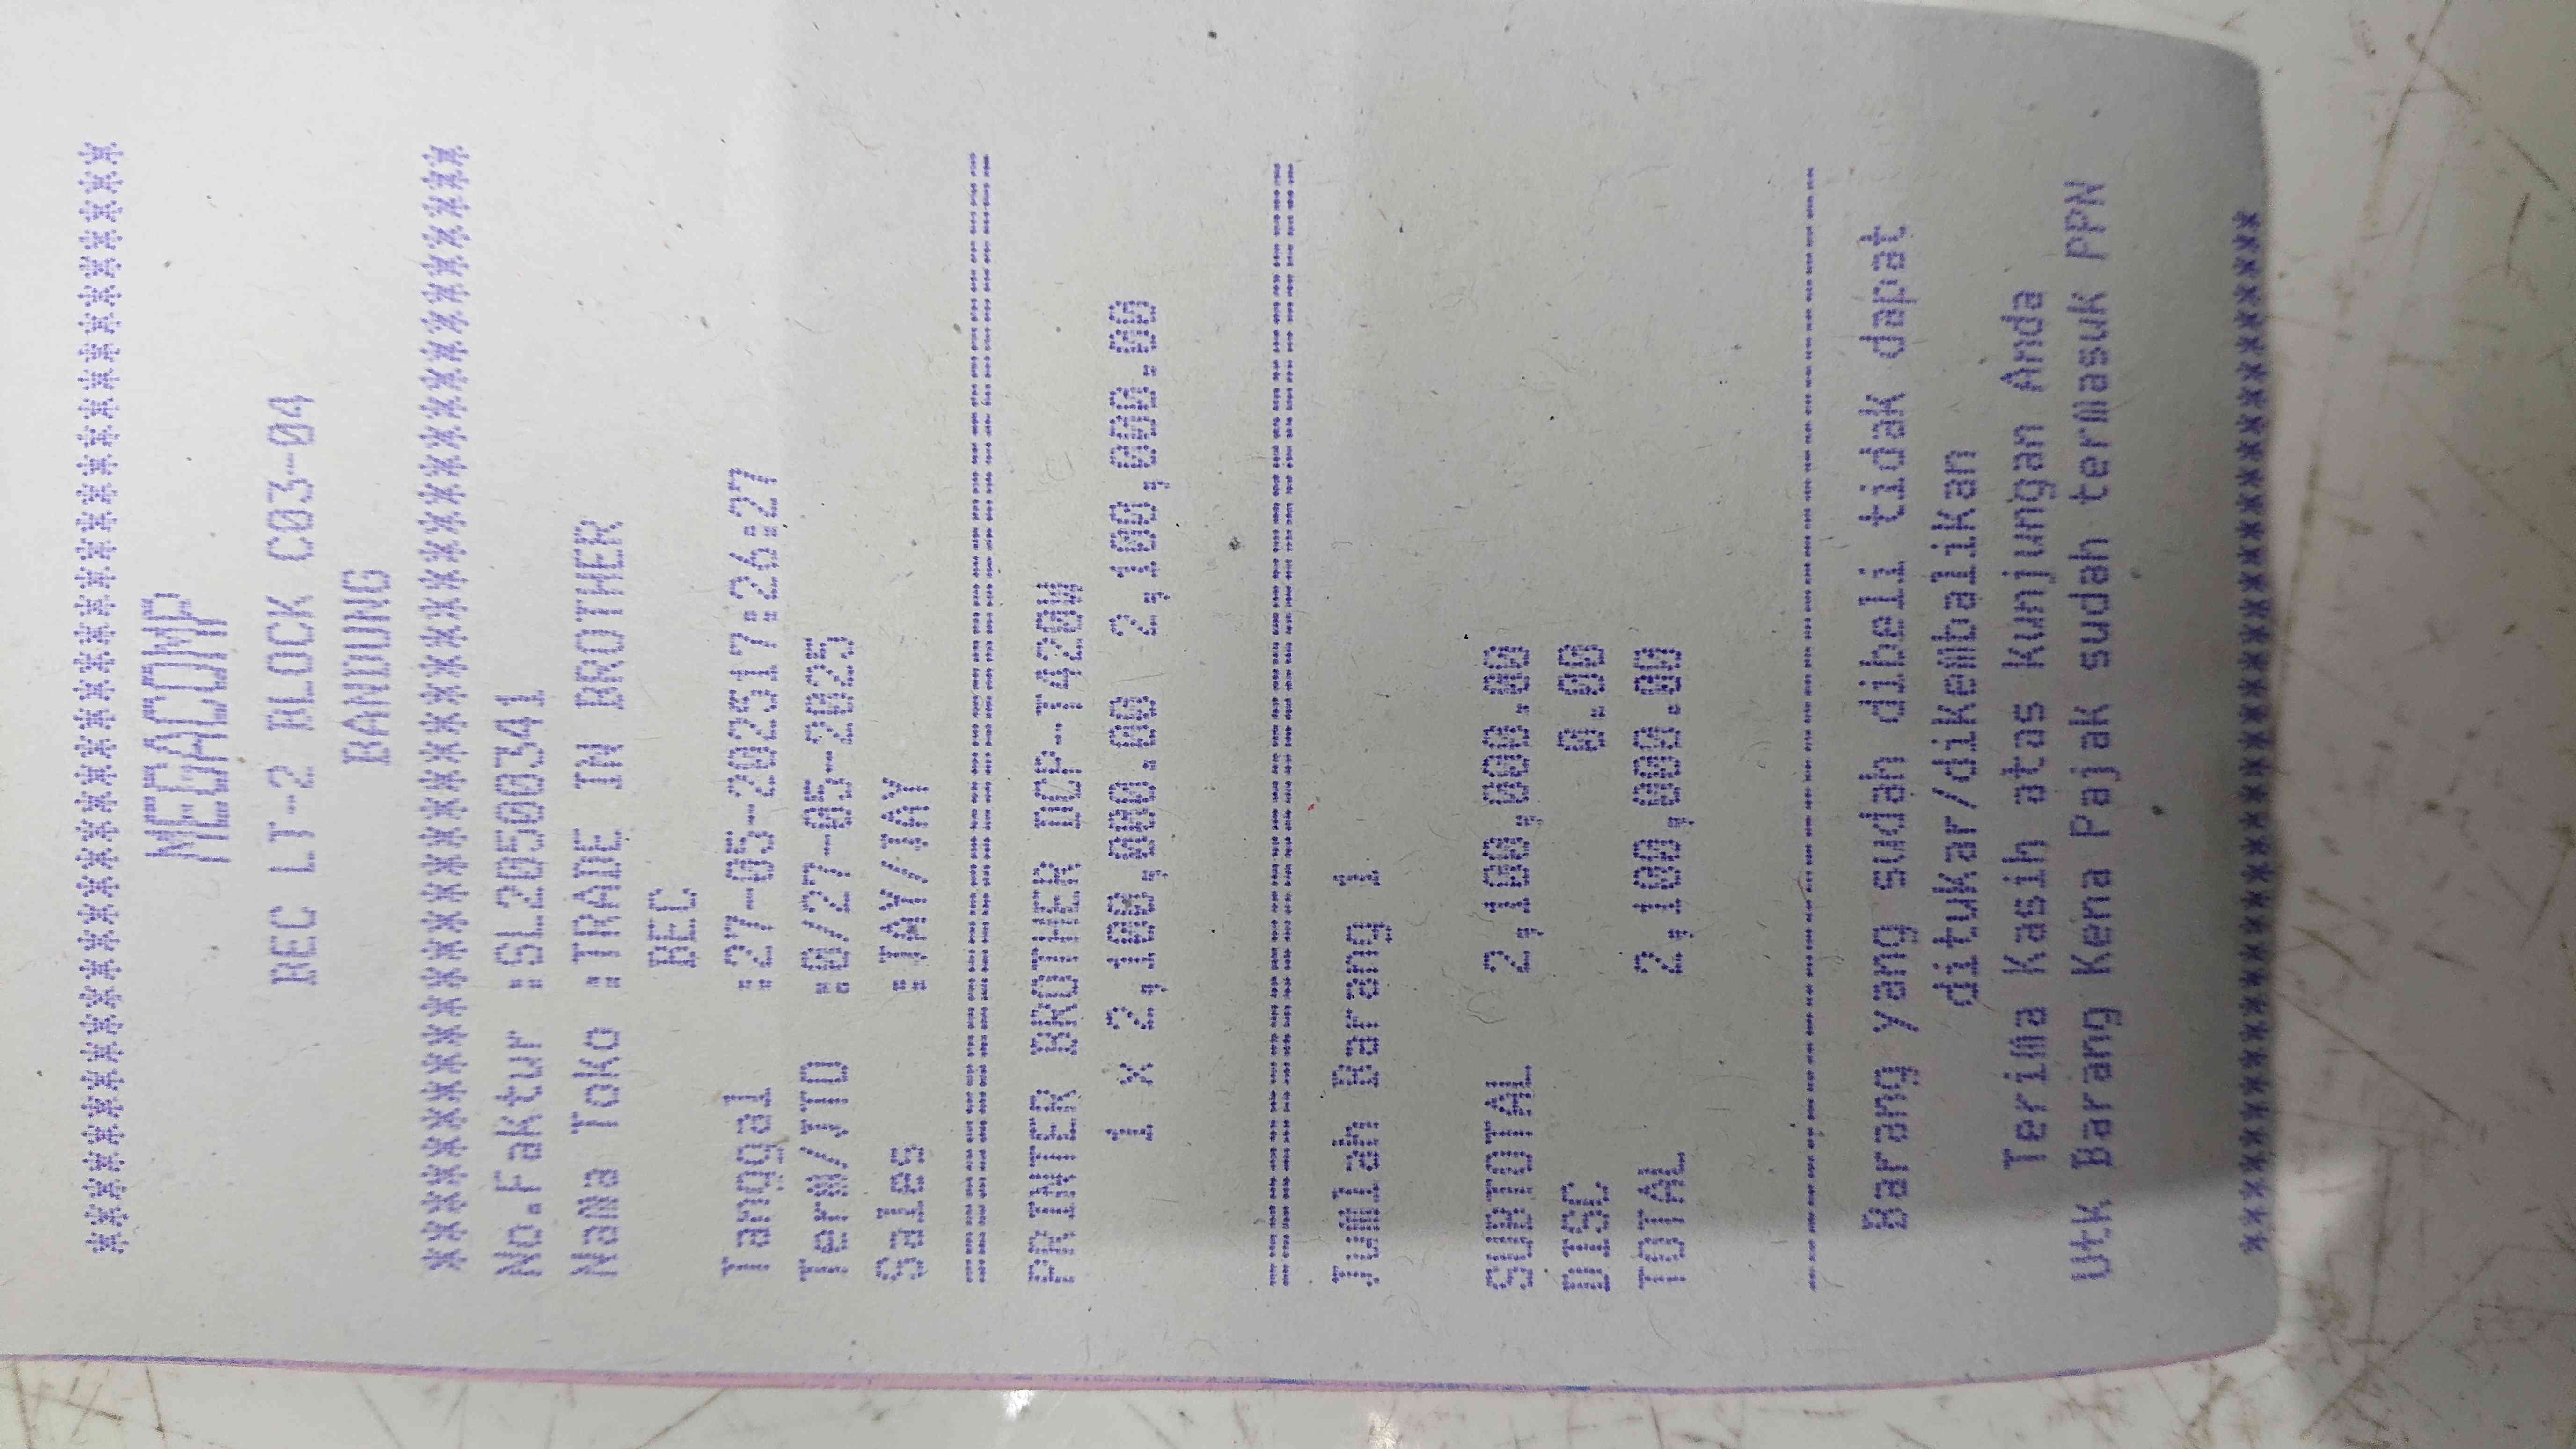 ************************************
MEGACOMP
BEC LT-2 BLOCK C03-04
BANDUNG
************************************
No.Faktur :SL20500341
Nama Toko :TRADE IN BROTHER
BEC
Tanggal :27-05-202517:26:27
Term/JTO :0/27-05-2025
Sales :JAY/JAY
====================================
PRINTER BROTHER DCP-T420W
1 x 2,100,000.00 2,100,000.00
====================================
Jumlah Barang 1
SUBTOTAL 2,100,000.00
DISC 0.00
TOTAL 2,100,000.00
------------------------------------
Barang yang sudah dibeli tidak dapat
ditukar/dikembalikan
Terima Kasih atas Kunjungan Anda
Utk Barang Kena Pajak sudah termasuk PPN
************************************